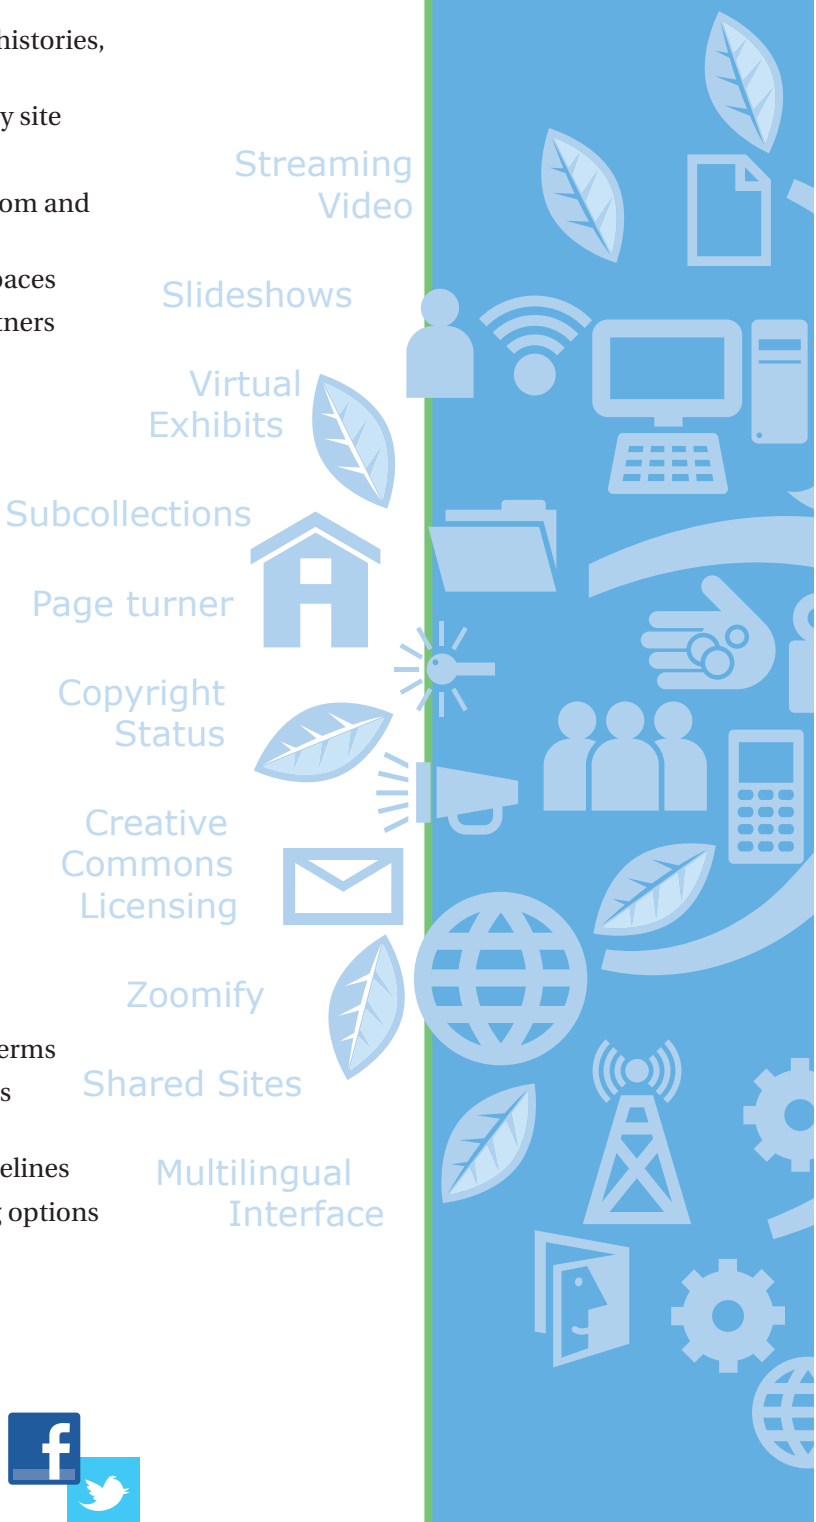 histories,
y site
Streaming
Video
om and
paces
Slideshows
tners
Virtual
Exhibits
Subcollections
Page turner
Copyright
Status
Creative
Commons
Licensing
Zoomify
erms
Shared Sites
s
elines
Multilingual
options
Interface
f